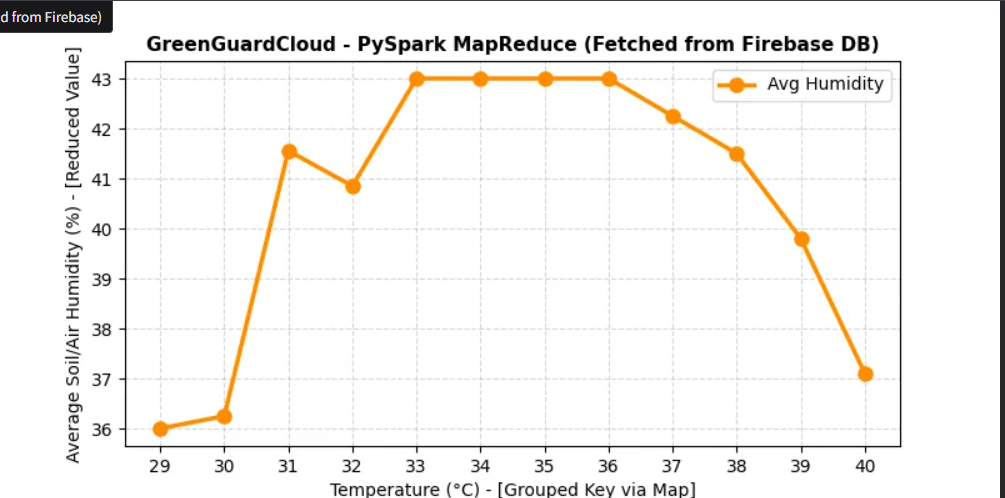 d from Firebase)
GreenGuardCloud - PySpark MapReduce (Fetched from Firebase DB)
Average Soil/Air Humidity (%) - [Reduced Value]
43
42
41
40
39
38
37
36
Avg Humidity
29 30 31 32 33 34 35 36 37 38 39 40
Temperature (°C) - [Grouped Key via Map]